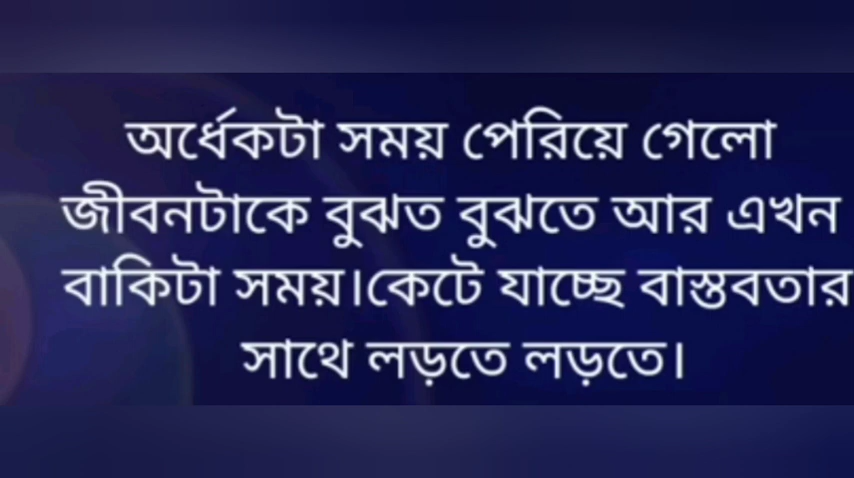 অর্ধেকটা সময় পেরিয়ে গেলো
জীবনটাকে বুঝত বুঝতে আর এখন
বাকিটা সময়।কেটে যাচ্ছে বাস্তবতার
সাথে লড়তে লড়তে।